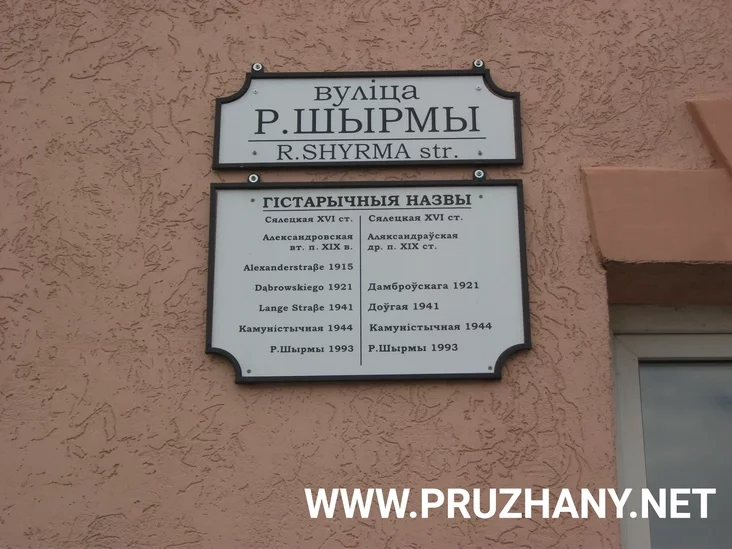 вуліца
Р.ШЫРМЫ
R.SHYRMA str.
ГІСТАРЫЧНЫЯ НАЗВЫ
Сялецкая XVI ст.
Александровская
вт. п. XIX в.
Alexanderstraße 1915
Dąbrowskiego 1921
Lange Straße 1941
Камуністычная 1944
Р.Шырмы 1993
Сялецкая XVI ст.
Аляксандраўская
др. п. XIX ст.
Дамброўскага 1921
Доўгая 1941
Камуністычная 1944
Р.Шырмы 1993
WWW.PRUZHANY.NET